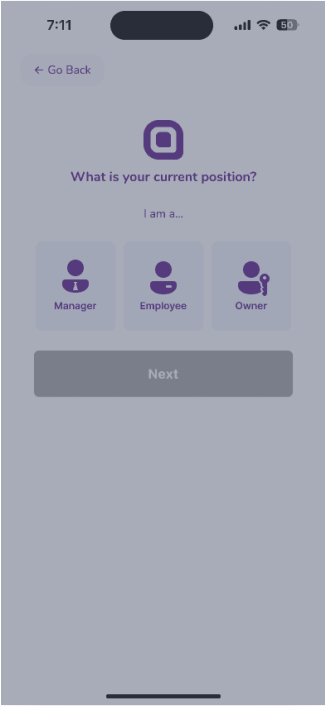 7:11
50
← Go Back
What is your current position?
I am a...
Manager
Employee
Owner
Next